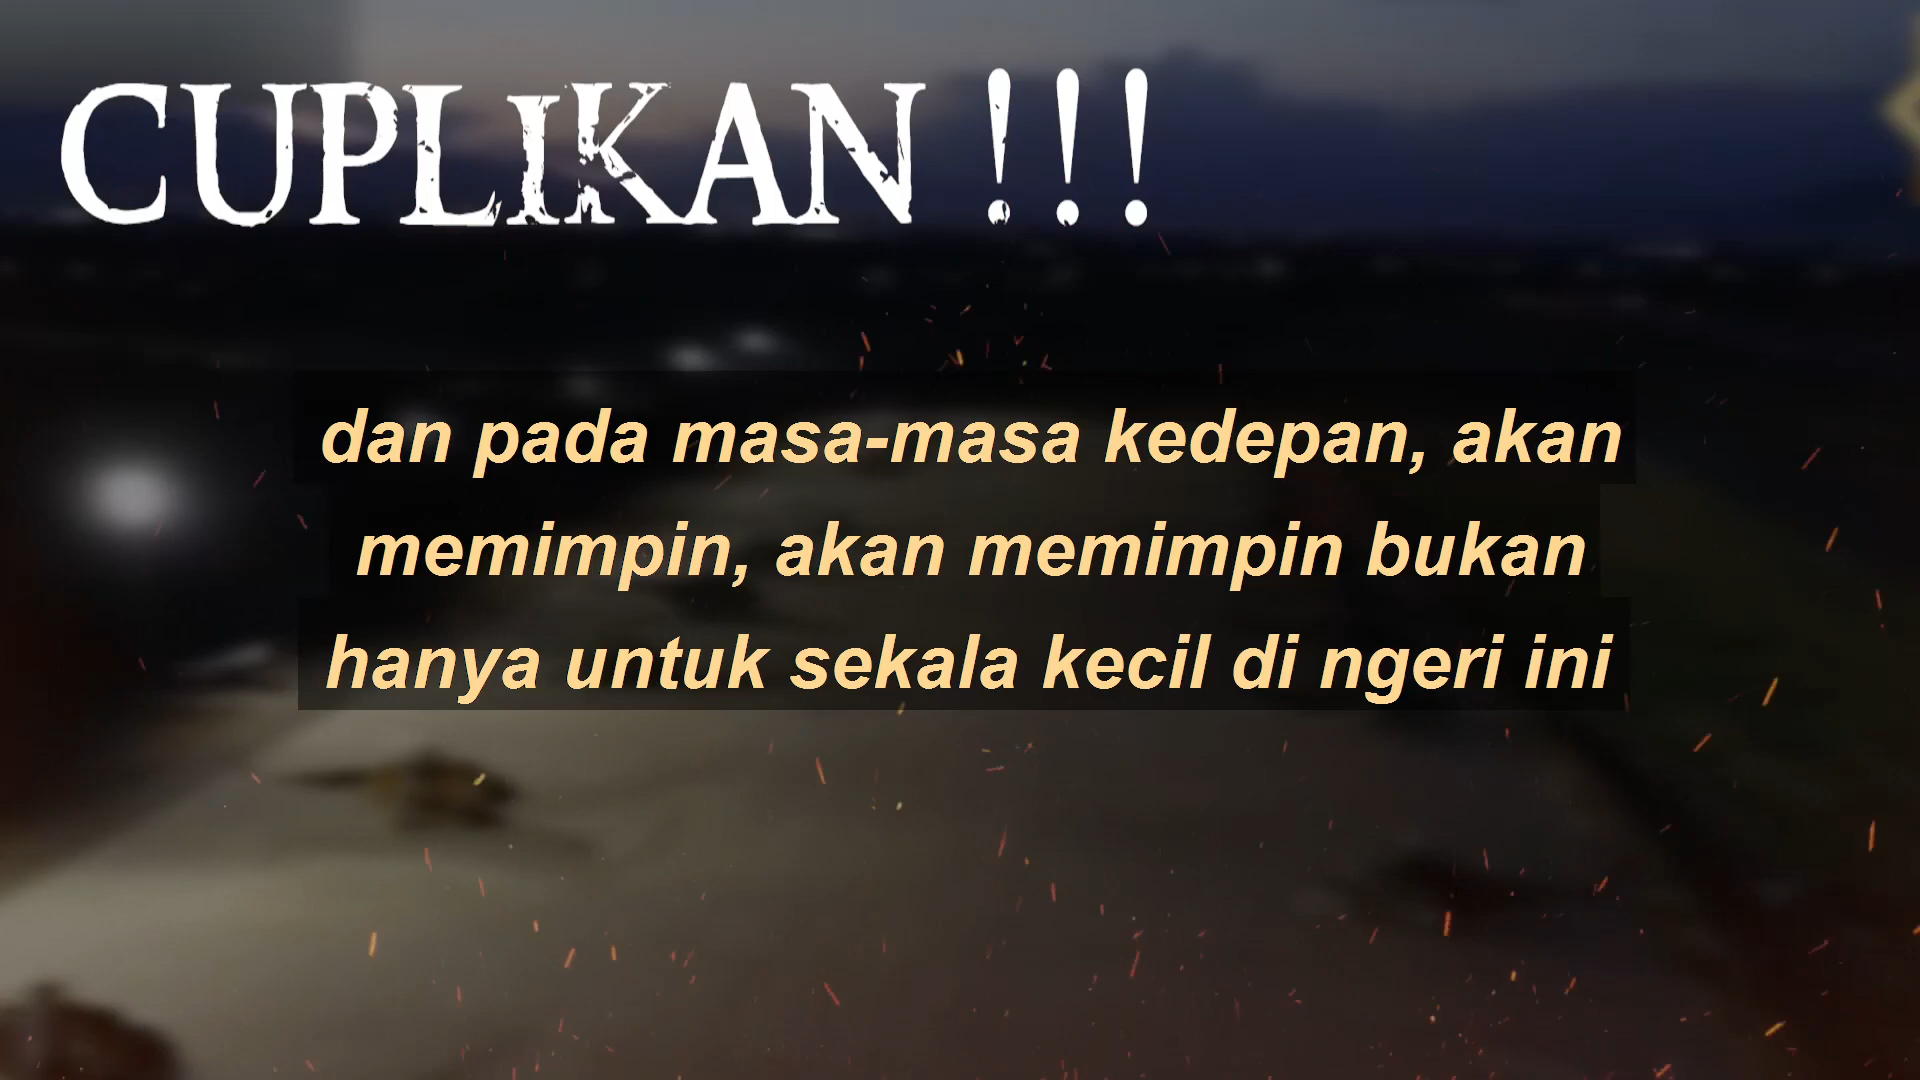 CUPLIKAN !!!
dan pada masa-masa kedepan, akan
memimpin, akan memimpin bukan
hanya untuk sekala kecil di ngeri ini